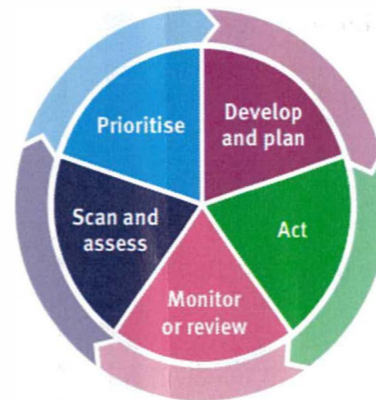 Prioritise
Develop
and plan
Scan and
assess
Act
Monitor
or review